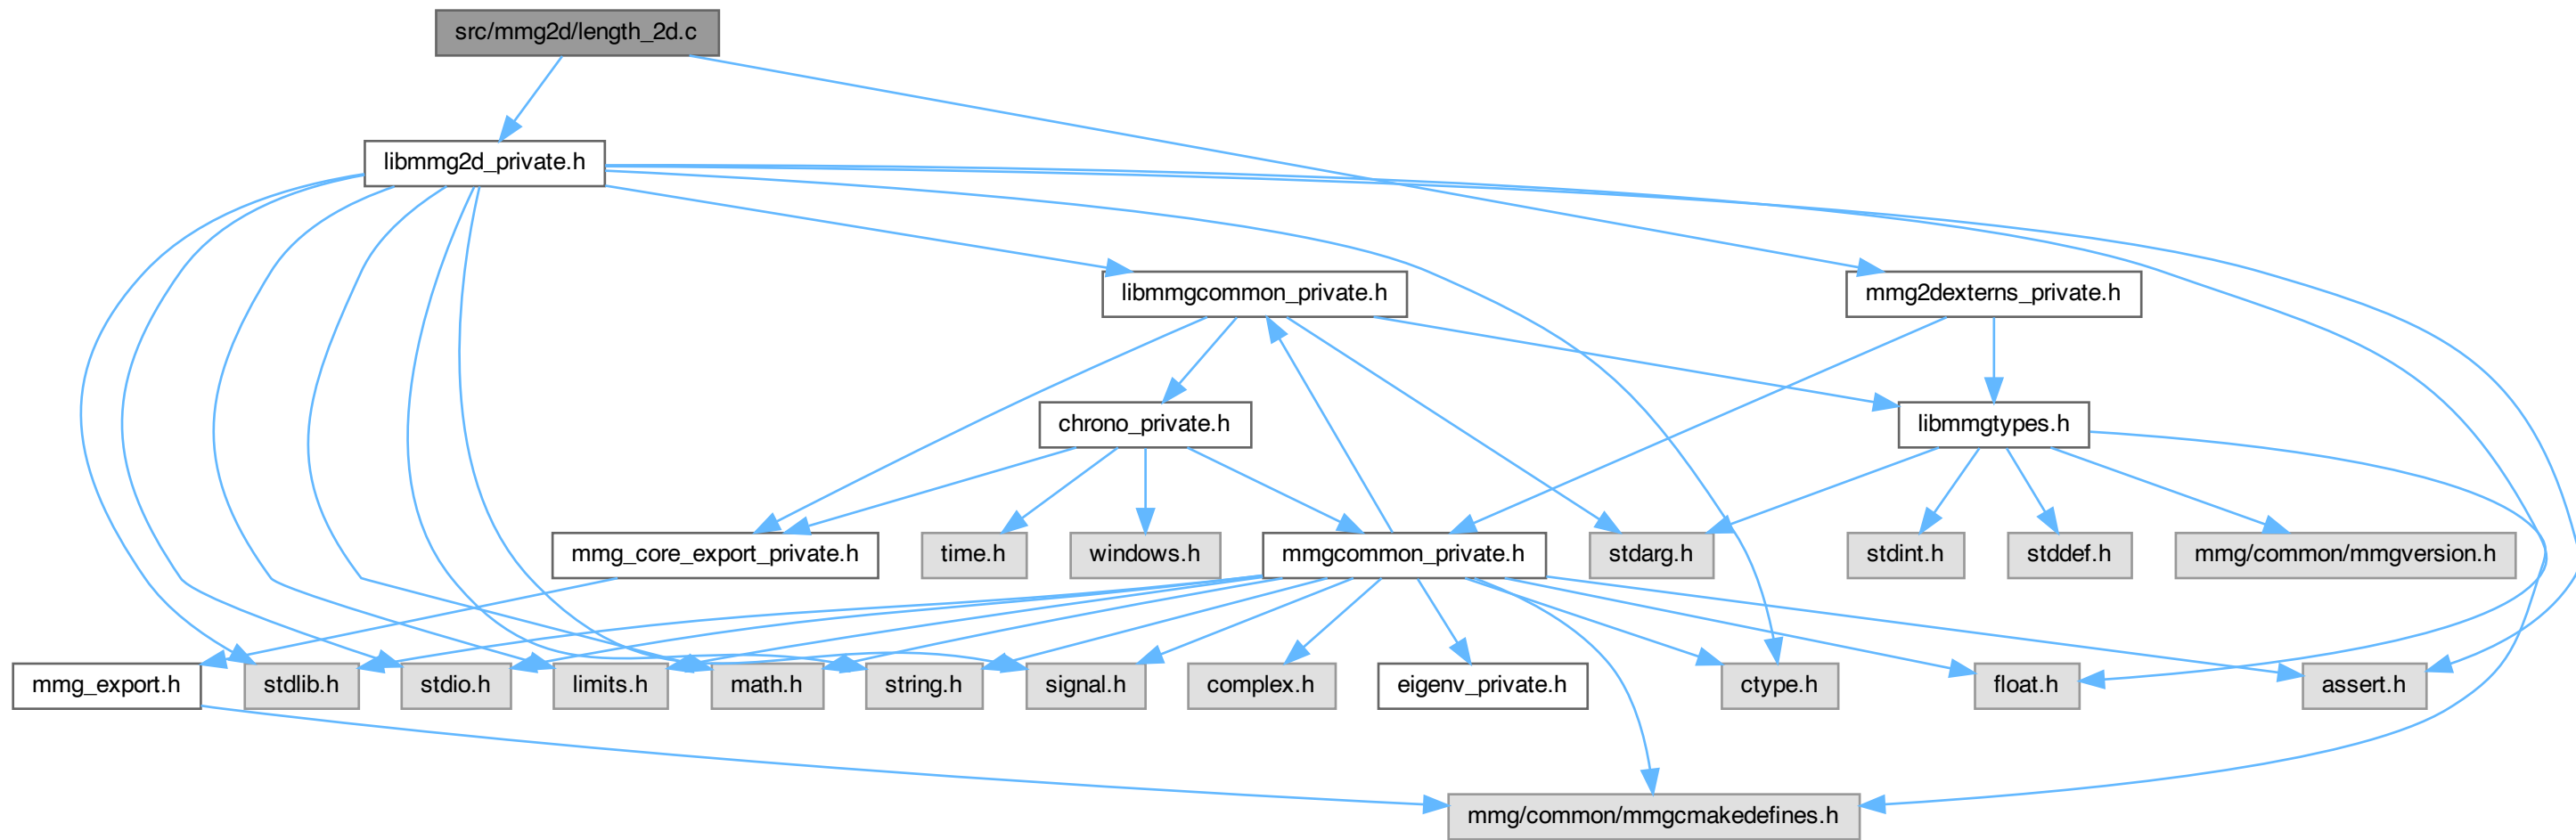 src/mmg2d/length_2d.c
libmmg2d_private.h
libmmgcommon_private.h
mmg2dexterns_private.h
chrono_private.h
libmmgtypes.h
mmg_core_export_private.h
time.h
windows.h
mmgcommon_private.h
stdarg.h
stdint.h
stddef.h
mmg/common/mmgversion.h
mmg_export.h
stdlib.h
stdio.h
limits.h
math.h
string.h
signal.h
complex.h
eigenv_private.h
ctype.h
float.h
assert.h
mmg/common/mmgcmakedefines.h